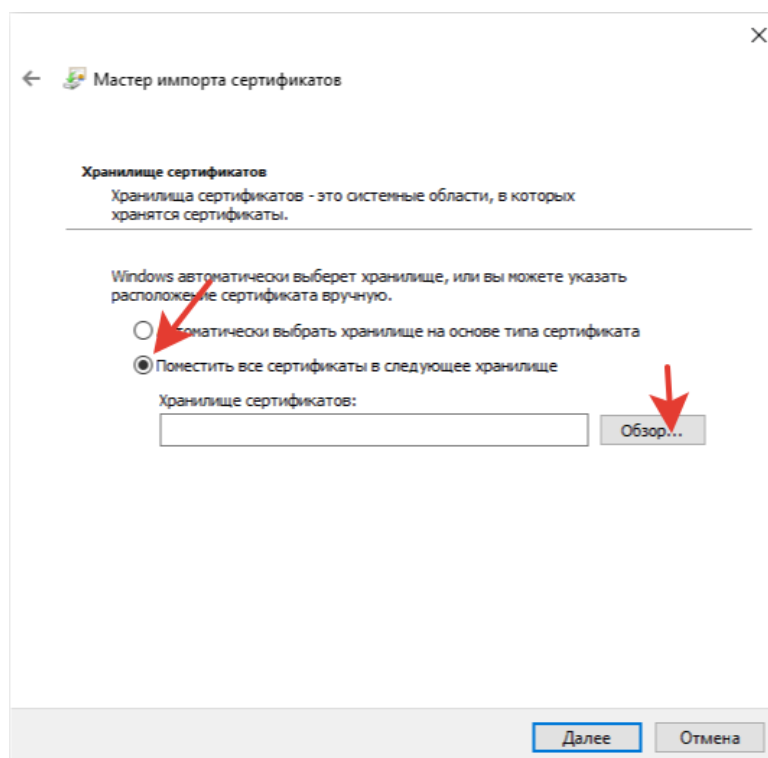 Мастер импорта сертификатов
Хранилище сертификатов
Хранилища сертификатов - это системные области, в которых
хранятся сертификаты.
Windows автоматически выберет хранилище, или вы можете указать
расположение сертификата вручную.
Автоматически выбрать хранилище на основе типа сертификата
Поместить все сертификаты в следующее хранилище
Хранилище сертификатов:
Обзор...
Далее
Отмена